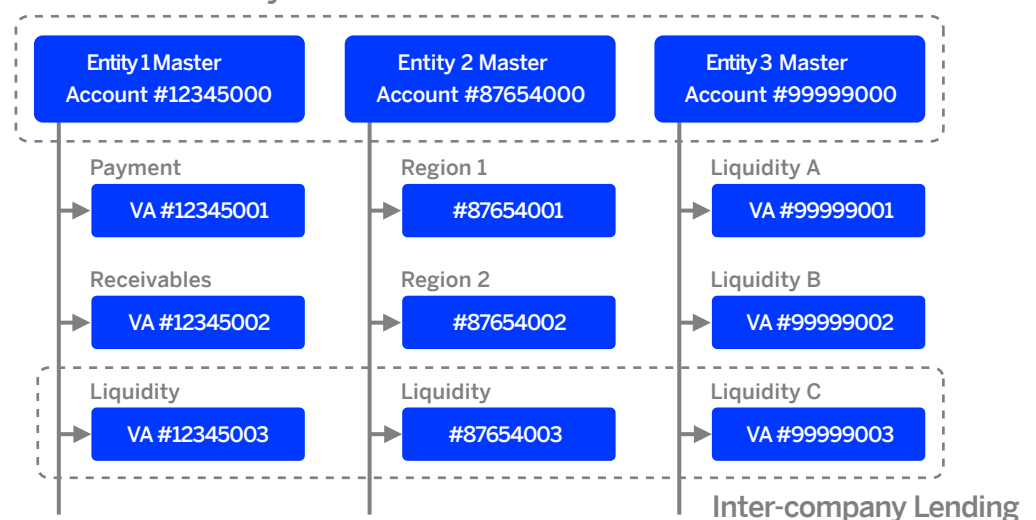 Entity 1 Master
Account #12345000
Entity 2 Master
Account #87654000
Entity 3 Master
Account #99999000
Payment
VA #12345001
Region 1
#87654001
Liquidity A
VA #99999001
Receivables
VA #12345002
Region 2
#87654002
Liquidity B
VA #99999002
Liquidity
VA #12345003
Liquidity
#87654003
Liquidity C
VA #99999003
Inter-company Lending